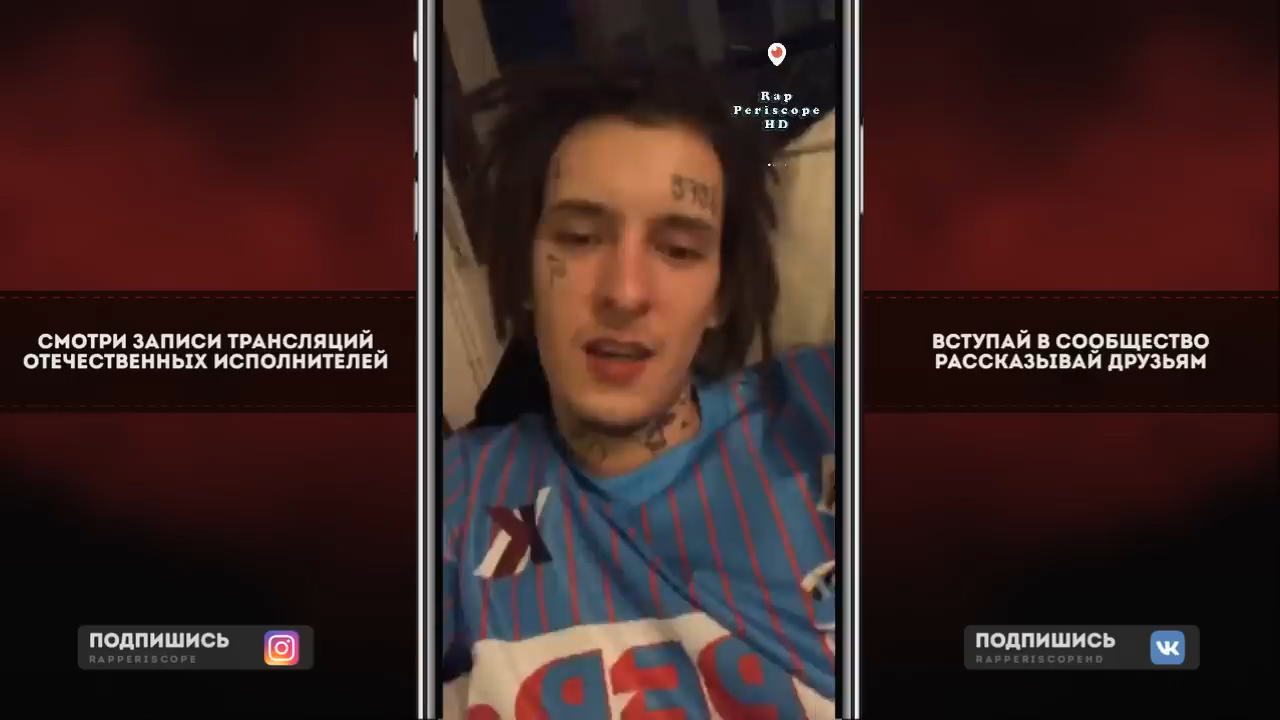 Rap
Periscope
HD
СМОТРИ ЗАПИСИ ТРАНСЛЯЦИЙ
ОТЕЧЕСТВЕННЫХ ИСПОЛНИТЕЛЕЙ
ВСТУПАЙ В СООБЩЕСТВО
РАССКАЗЫВАЙ ДРУЗЬЯМ
ПОДПИШИСЬ
RAPPERISCOPE
ПОДПИШИСЬ
RAPPERISCOPEHD